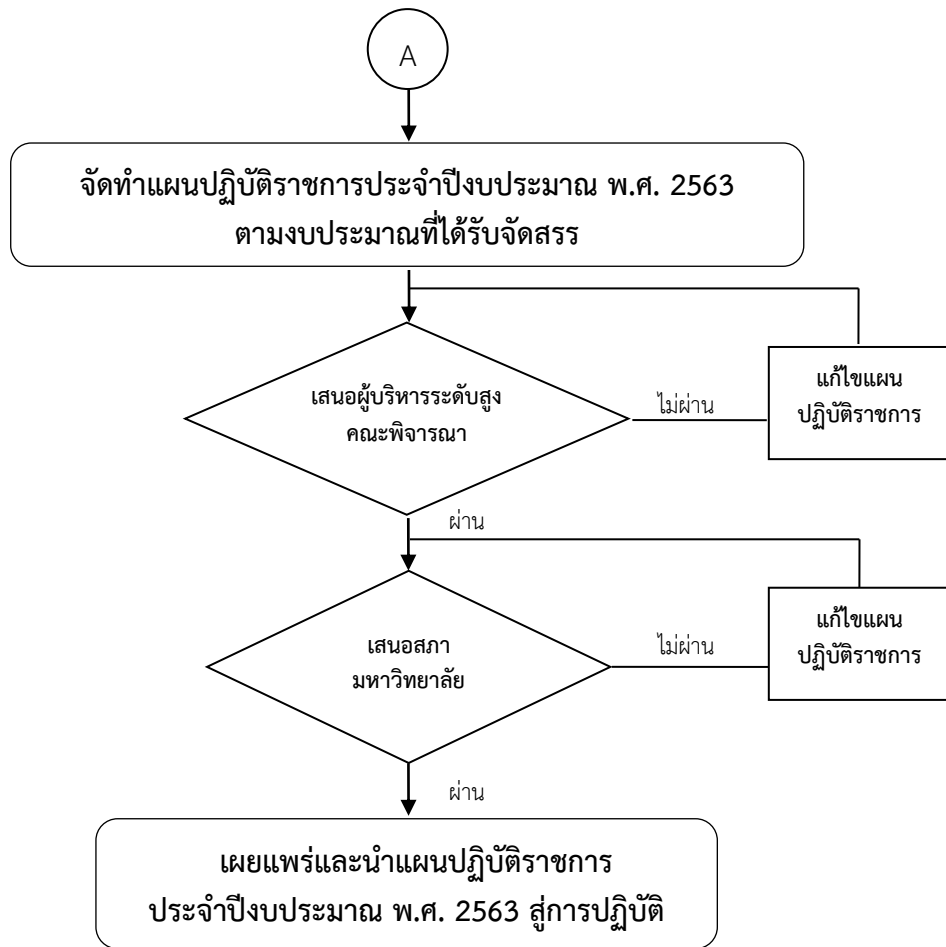 A
จัดทำแผนปฏิบัติราชการประจำปีงบประมาณ พ.ศ. 2563
ตามงบประมาณที่ได้รับจัดสรร
เสนอผู้บริหารระดับสูง
คณะพิจารณา
ไม่ผ่าน
แก้ไขแผน
ปฏิบัติราชการ
ผ่าน
เสนอสภา
มหาวิทยาลัย
ไม่ผ่าน
แก้ไขแผน
ปฏิบัติราชการ
ผ่าน
เผยแพร่และนำแผนปฏิบัติราชการ
ประจำปีงบประมาณ พ.ศ. 2563 สู่การปฏิบัติ